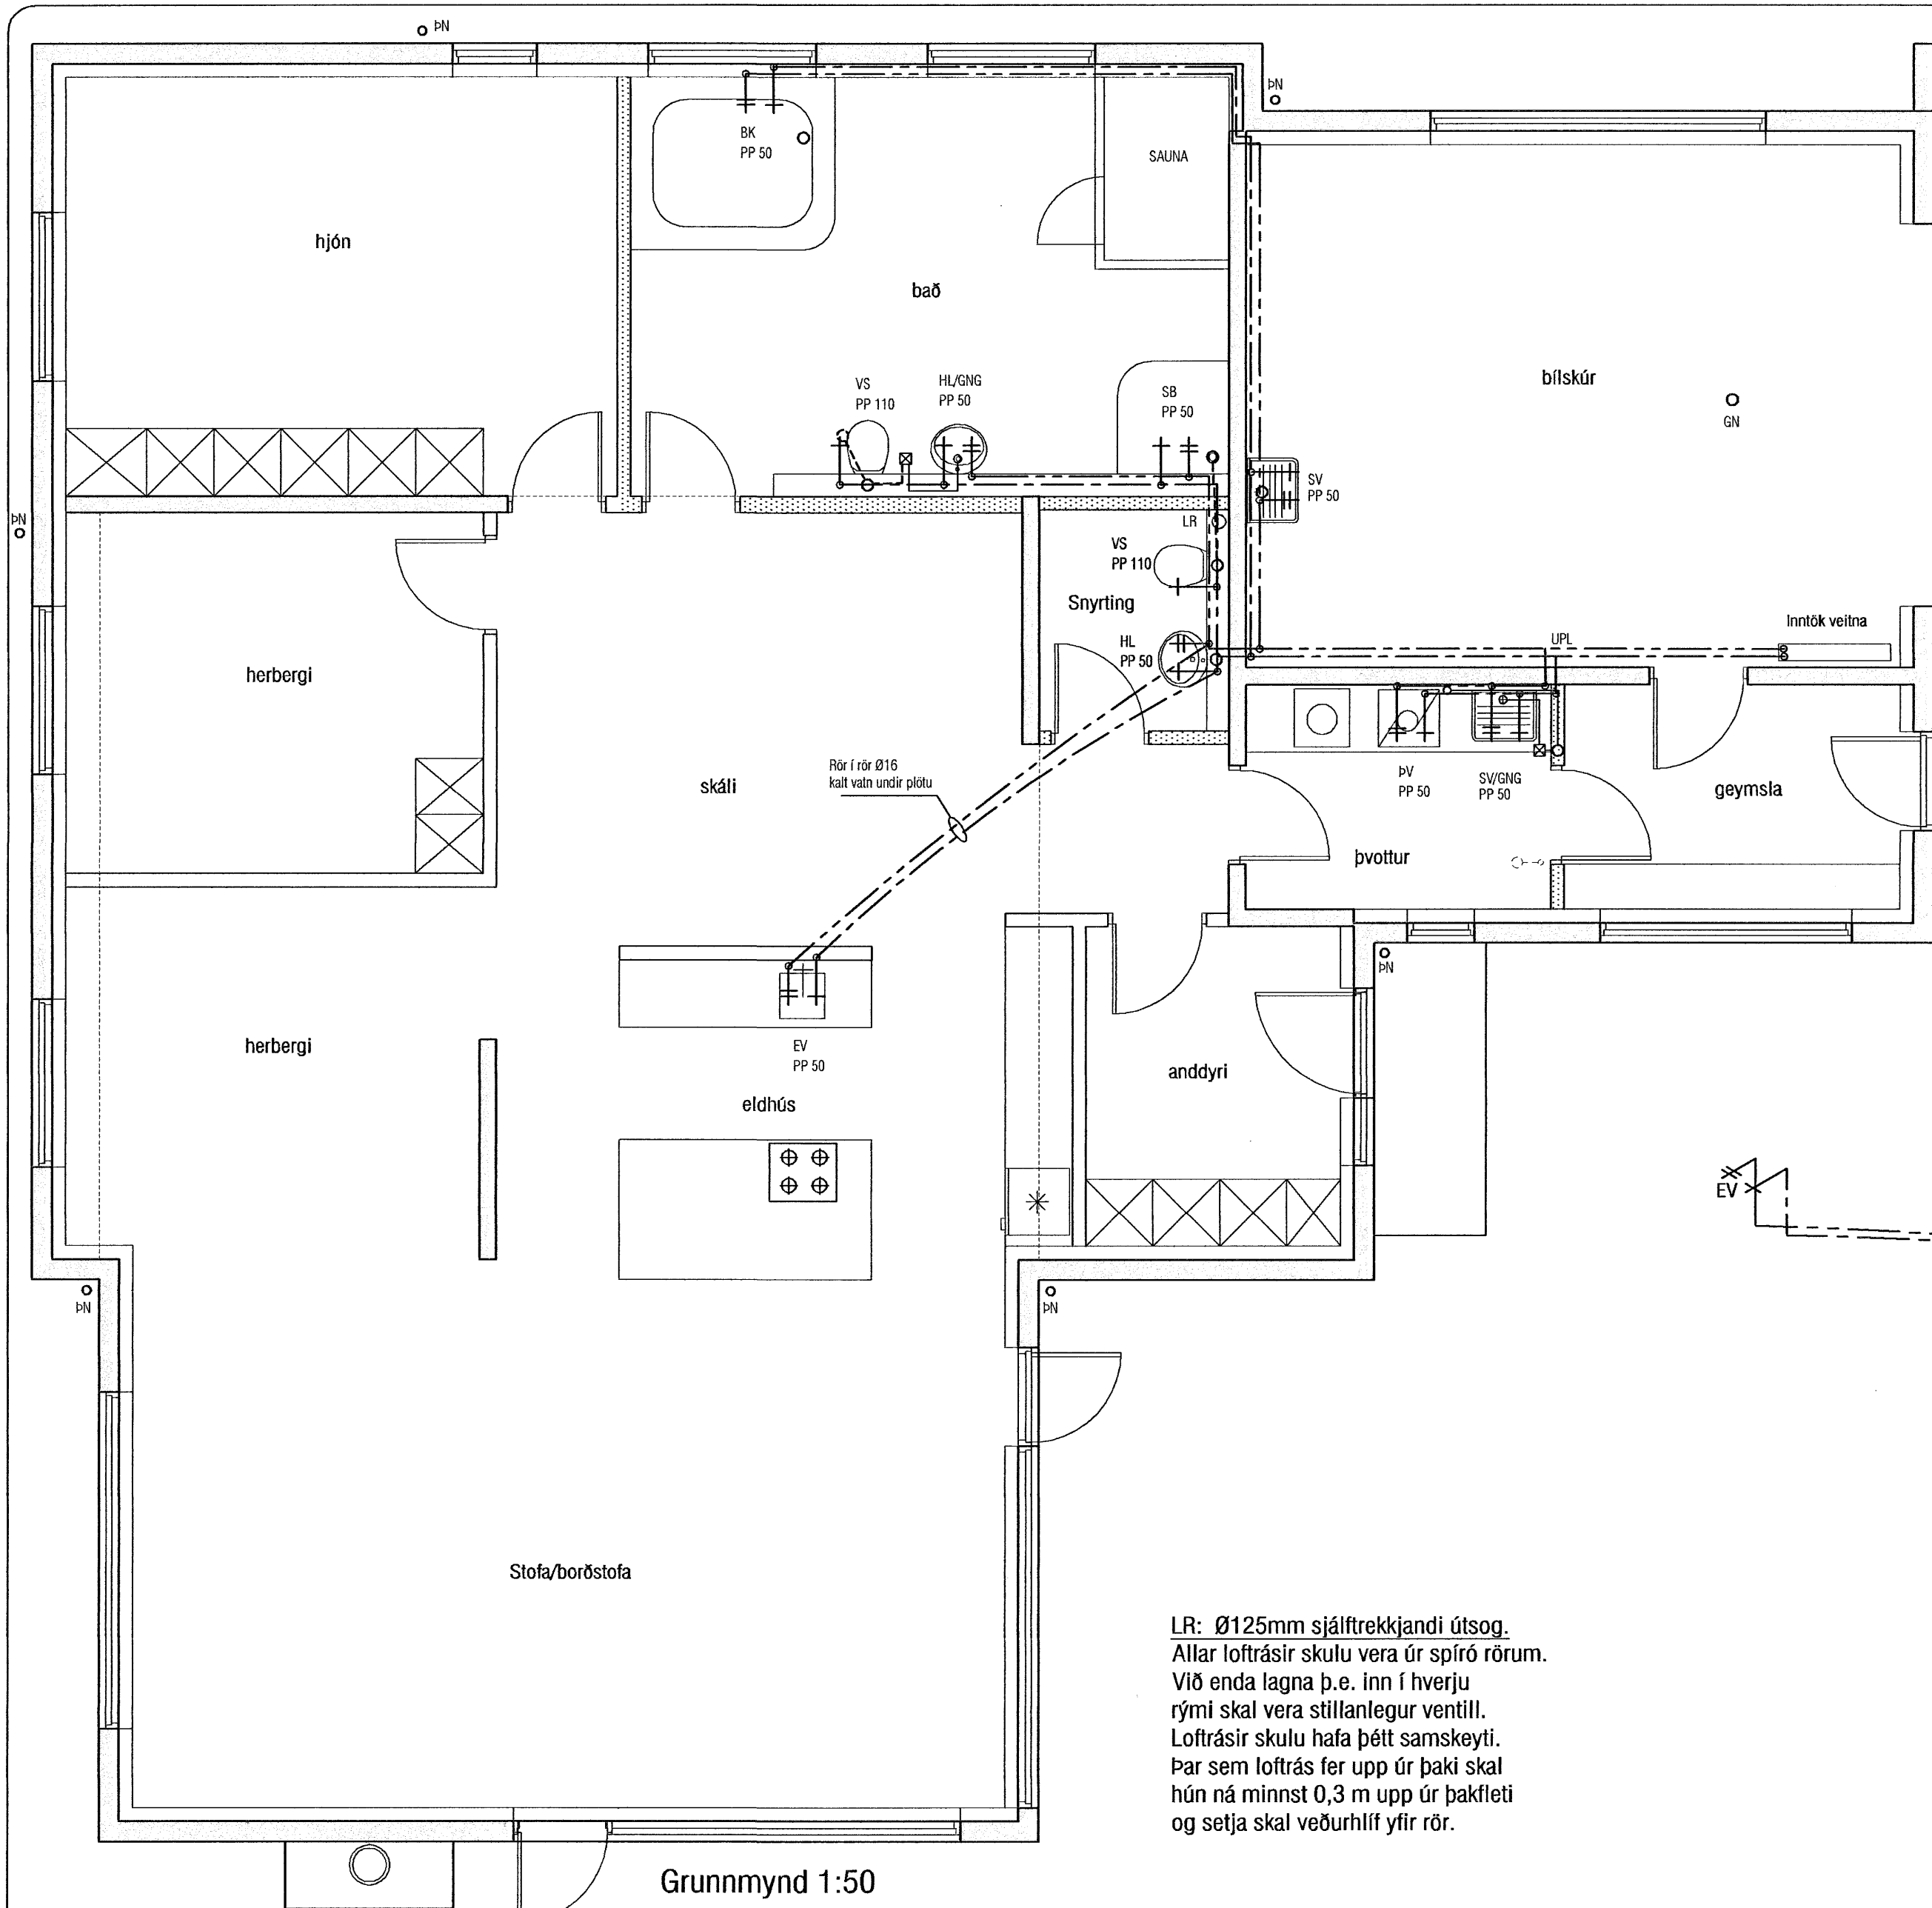 ÞN
ÞN
BK
PP 50
SAUNA
hjón
bað
bílskúr
VS
PP 110
HL/GNG
PP 50
SB
PP 50
GN
SV
PP 50
ÞN
LR
VS
PP 110
Snyrting
HL
PP 50
Inntök veitna
UPL
herbergi
skáli
Rör í rör Ø16
kalt vatn undir plötu
ÞV
PP 50
SV/GNG
PP 50
geymsla
þvottur
ÞN
herbergi
EV
PP 50
eldhús
anddyri
EV
ÞN
ÞN
Stofa/borðstofa
LR: Ø125mm sjálftrekkjandi útsog.
Allar loftrásir skulu vera úr spíró rörum.
Við enda lagna þ.e. inn í hverju
rými skal vera stillanlegur ventill.
Loftrásir skulu hafa þétt samskeyti.
Þar sem loftrás fer upp úr þaki skal
hún ná minnst 0,3 m upp úr þakfleti
og setja skal veðurhlíf yfir rör.
Grunnmynd 1:50